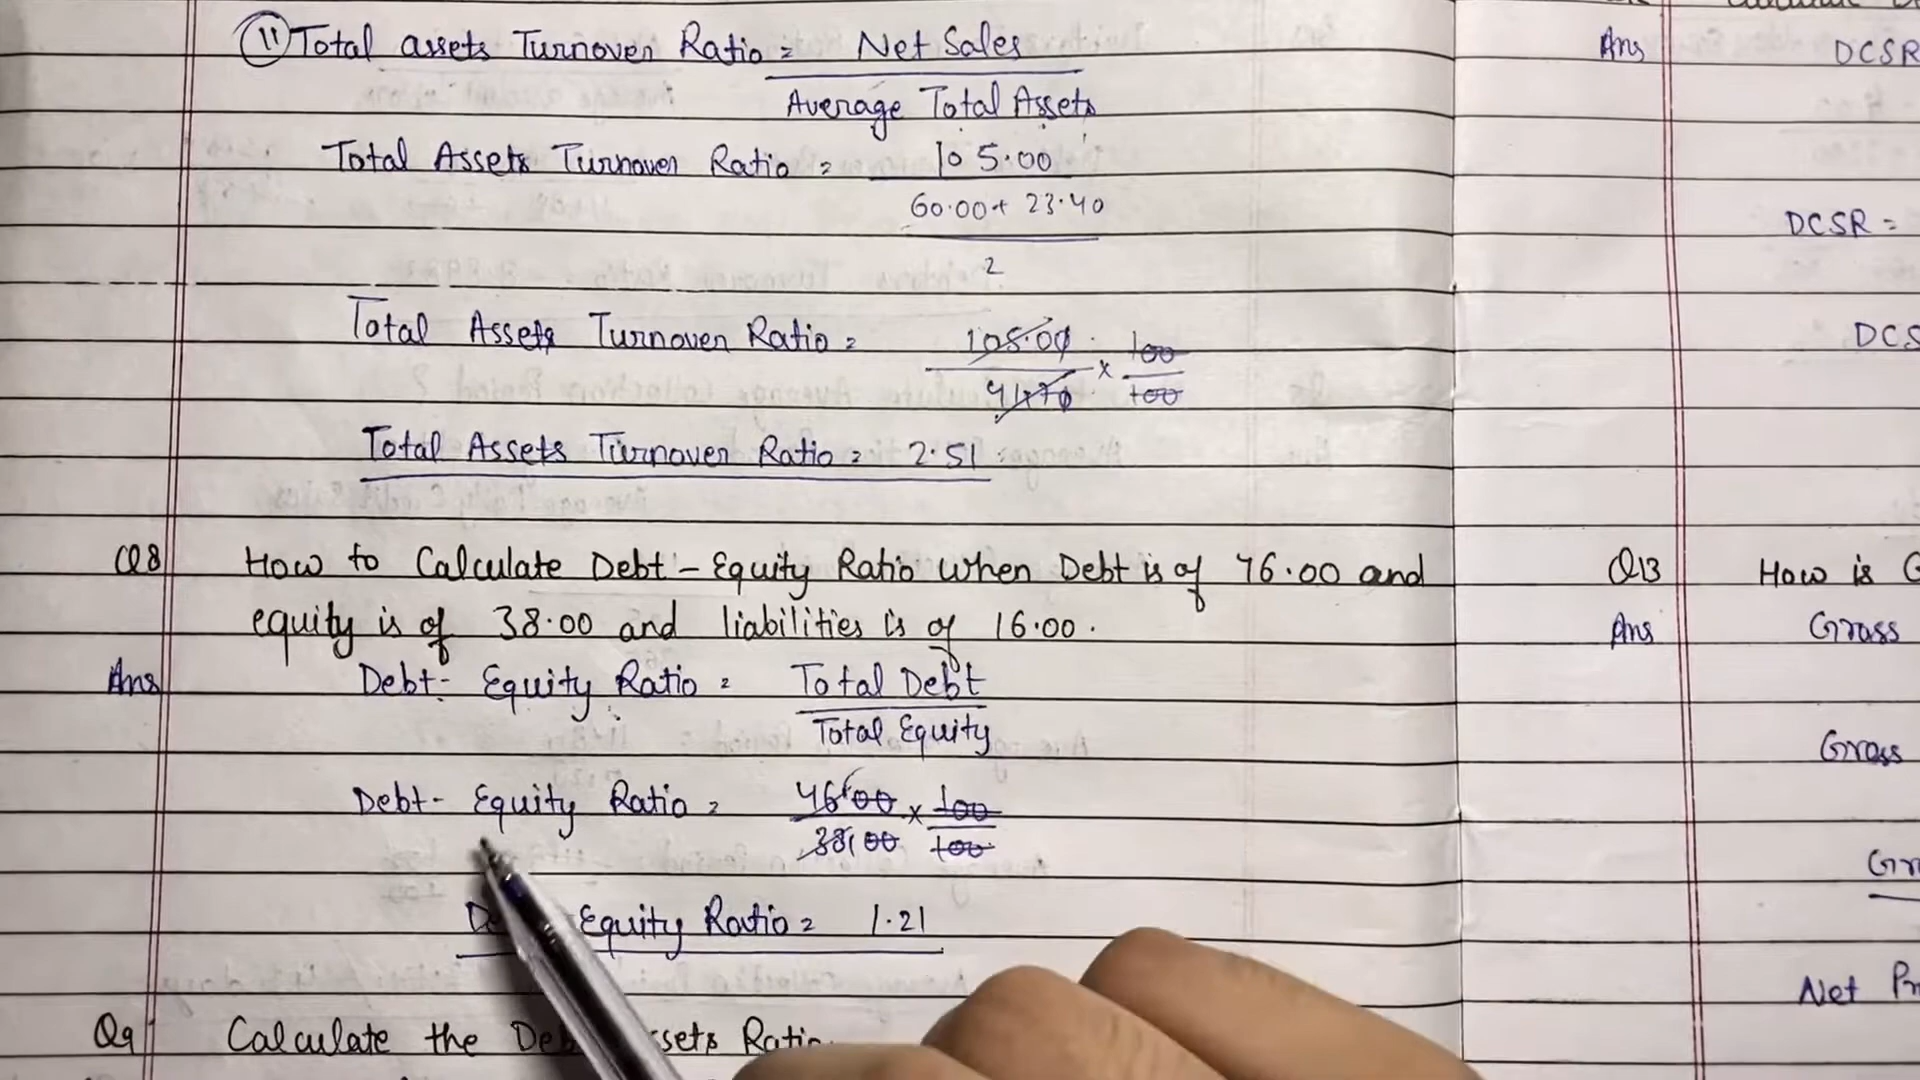 11 Total assets Turnover Ratio = Net Sales
Average Total Assets
Total Assets Turnover Ratio = 105.00
60.00 + 23.40
2
Total Assets Turnover Ratio = 105.00 x 100
41.70 100
Total Assets Turnover Ratio = 2.51
Q8 How to Calculate Debt - Equity Ratio when Debt is of 46.00 and
equity is of 38.00 and liabilities is of 16.00.
Ans Debt - Equity Ratio = Total Debt
Total Equity
Debt - Equity Ratio = 46.00 x 100
38.00 100
Equity Ratio = 1.21
Q9 Calculate the
Ans DCSR
DCSR =
DCS
Q13 How is G
Ans Grass
Grass
Gr
Net Pr